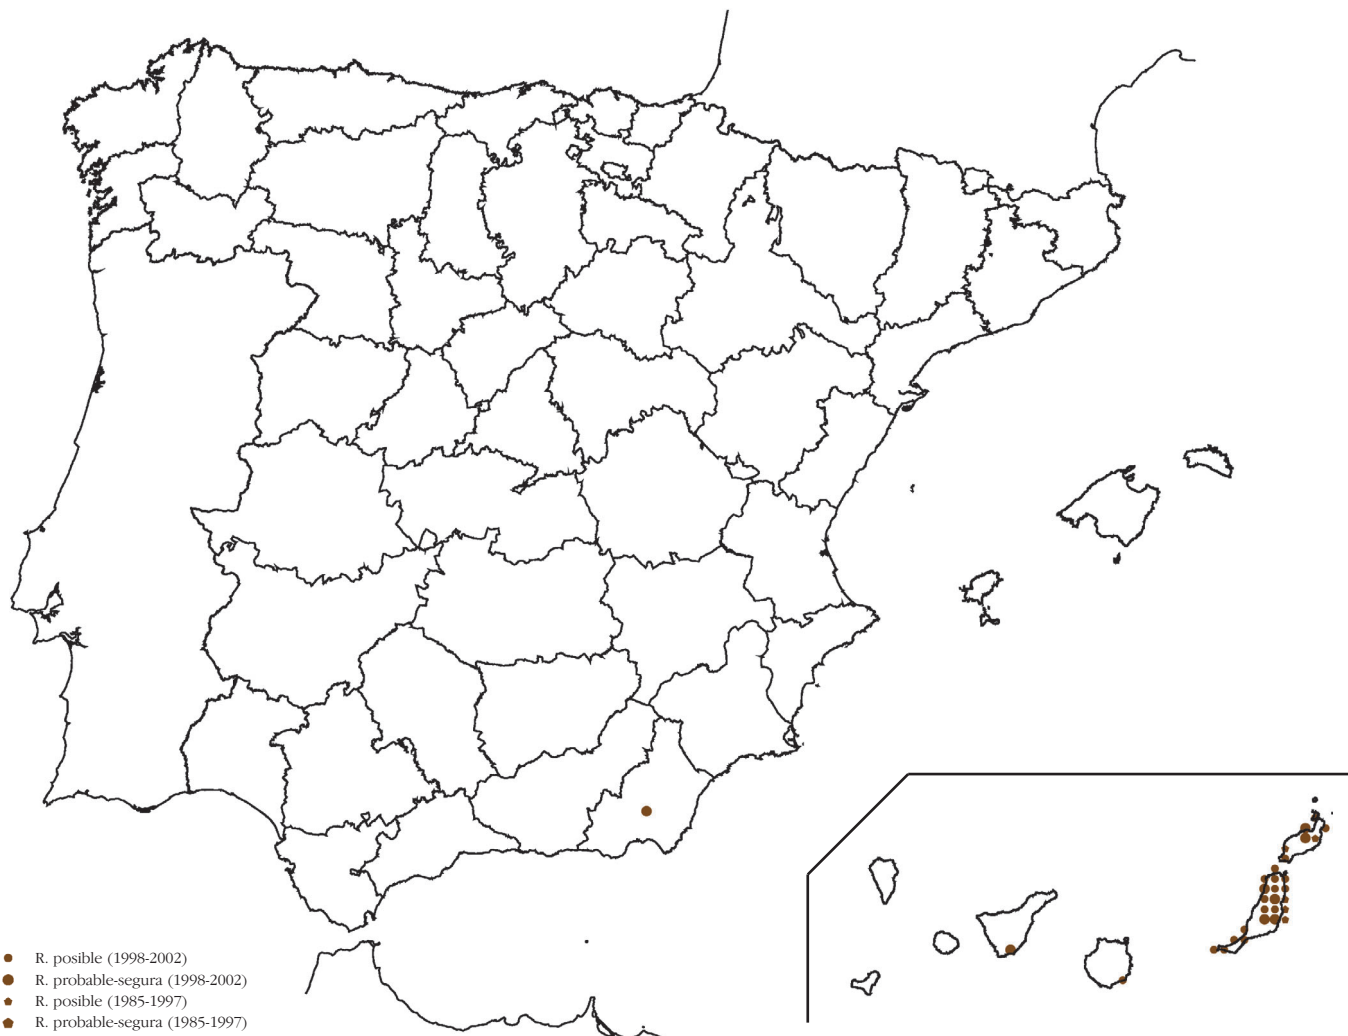 R. posible (1998-2002)
R. probable-segura (1998-2002)
R. posible (1985-1997)
R. probable-segura (1985-1997)